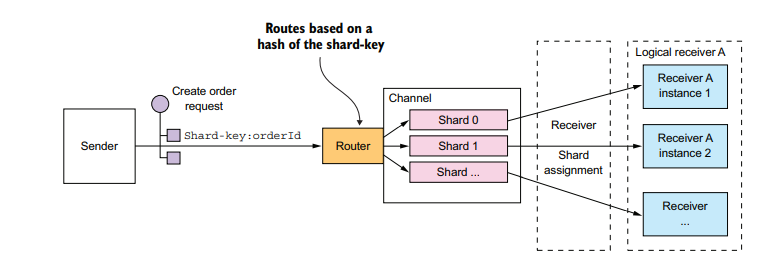 Routes based on a
hash of the shard-key
Create order
request
Shard-key:orderId
Sender
Router
Channel
Shard 0
Shard 1
Shard ...
Receiver
Shard
assignment
Logical receiver A
Receiver A
instance 1
Receiver A
instance 2
Receiver
...